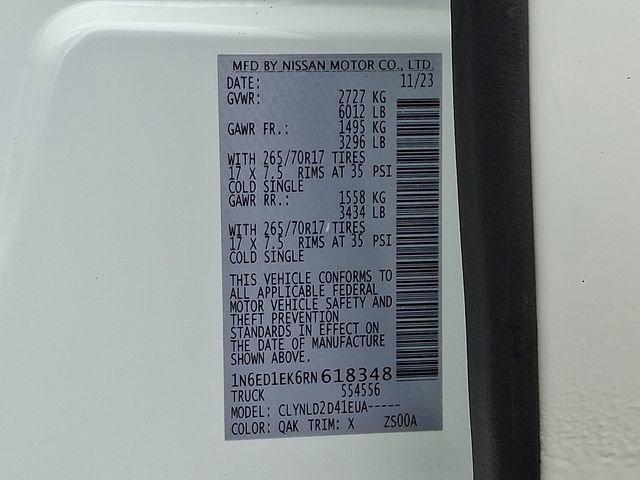 MFD BY NISSAN MOTOR CO., LTD.
DATE: 11/23
GVWR: 2727 KG
6012 LB
GAWR FR.: 1495 KG
3296 LB
WITH 265/70R17 TIRES
17 X 7.5 RIMS AT 35 PSI
COLD SINGLE
GAWR RR.: 1558 KG
3434 LB
WITH 265/70R17 TIRES
17 X 7.5 RIMS AT 35 PSI
COLD SINGLE
THIS VEHICLE CONFORMS TO
ALL APPLICABLE FEDERAL
MOTOR VEHICLE SAFETY AND
THEFT PREVENTION
STANDARDS IN EFFECT ON
THE DATE OF MANUFACTURE
SHOWN ABOVE.
1N6ED1EK6RN618348
TRUCK 554556
MODEL: CLYNLD2D41EUA-----
COLOR: QAK TRIM: X ZS00A